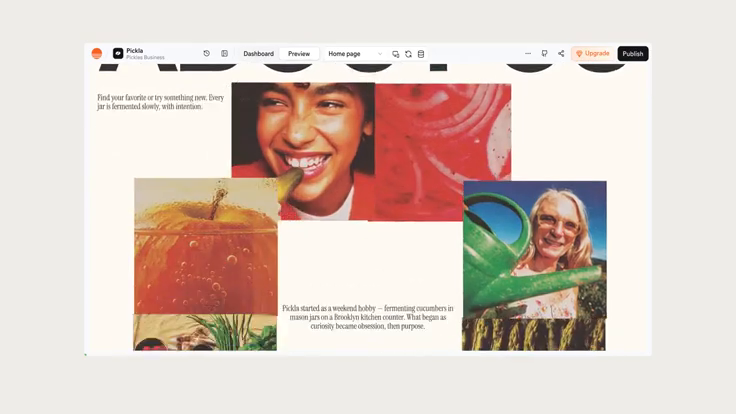 Pickla
Picklea Business
Dashboard
Preview
Home page
Upgrade
Publish
Find your favorite or try something new. Every
jar is fermented slowly, with intention.
Pickla started as a weekend hobby — fermenting cucumbers in
mason jars on a Brooklyn kitchen counter. What began as
curiosity became obsession, then purpose.